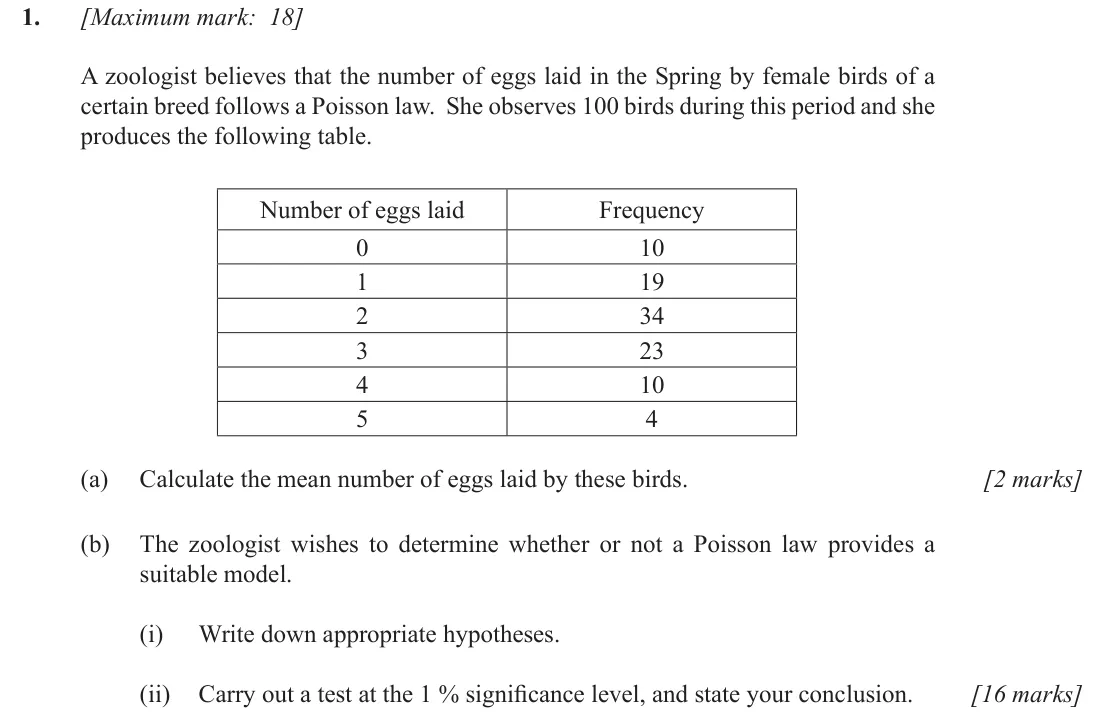 1. [Maximum mark: 18]
A zoologist believes that the number of eggs laid in the Spring by female birds of a
certain breed follows a Poisson law. She observes 100 birds during this period and she
produces the following table.
Number of eggs laid Frequency
0 10
1 19
2 34
3 23
4 10
5 4
(a) Calculate the mean number of eggs laid by these birds. [2 marks]
(b) The zoologist wishes to determine whether or not a Poisson law provides a
suitable model.
(i) Write down appropriate hypotheses.
(ii) Carry out a test at the 1 % significance level, and state your conclusion. [16 marks]